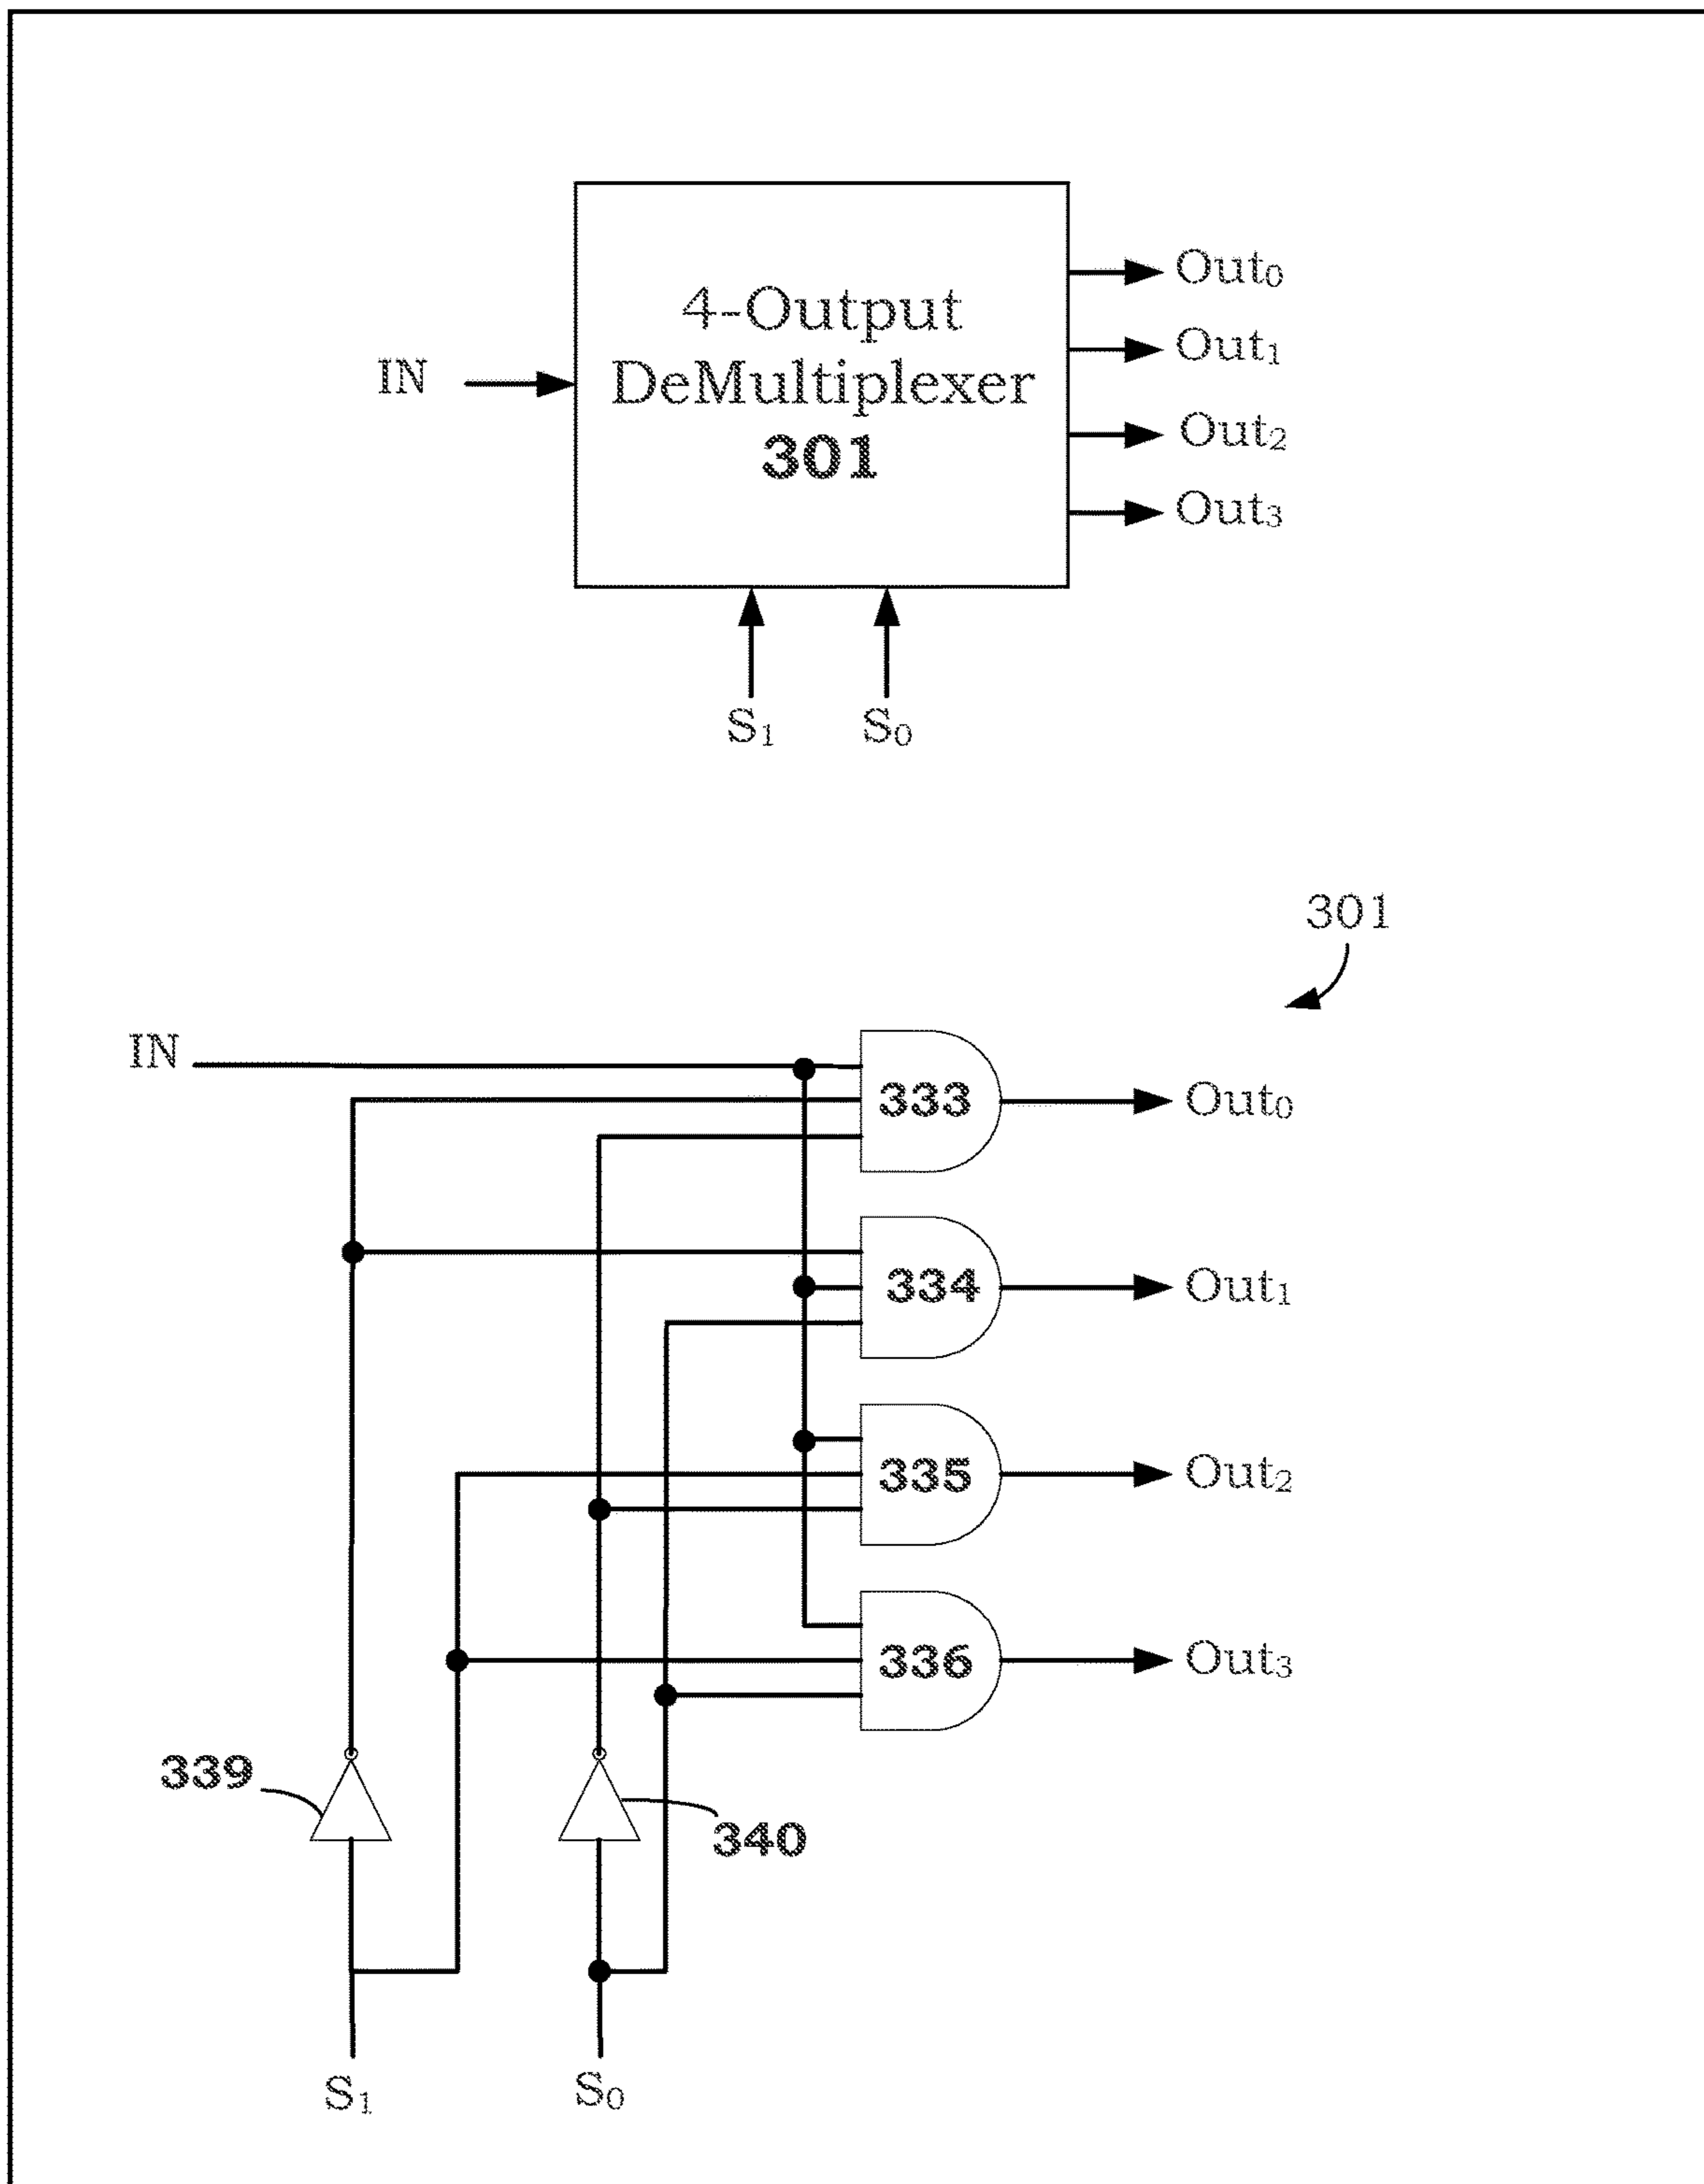 4-Output
DeMultiplexer
301
IN
Out₀
Out₁
Out₂
Out₃
S₁
S₀
301
IN
333
Out₀
334
Out₁
335
Out₂
336
Out₃
339
340
S₁
S₀